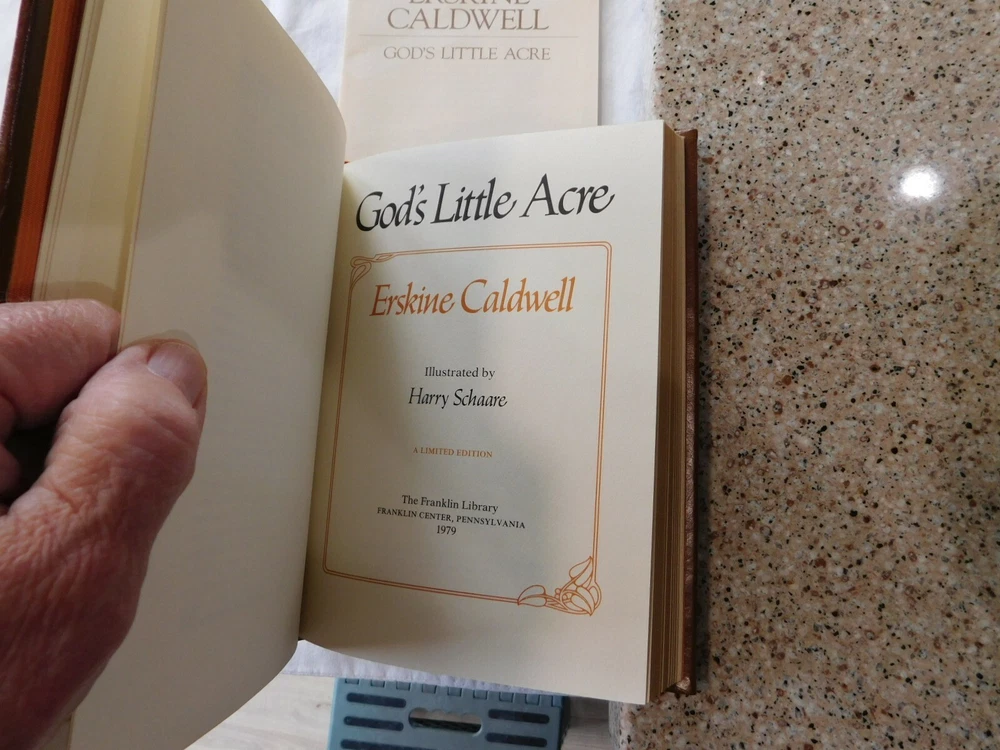 ERSKINE
CALDWELL
GOD'S LITTLE ACRE
God's Little Acre
Erskine Caldwell
Illustrated by
Harry Schaare
A LIMITED EDITION
The Franklin Library
FRANKLIN CENTER, PENNSYLVANIA
1979